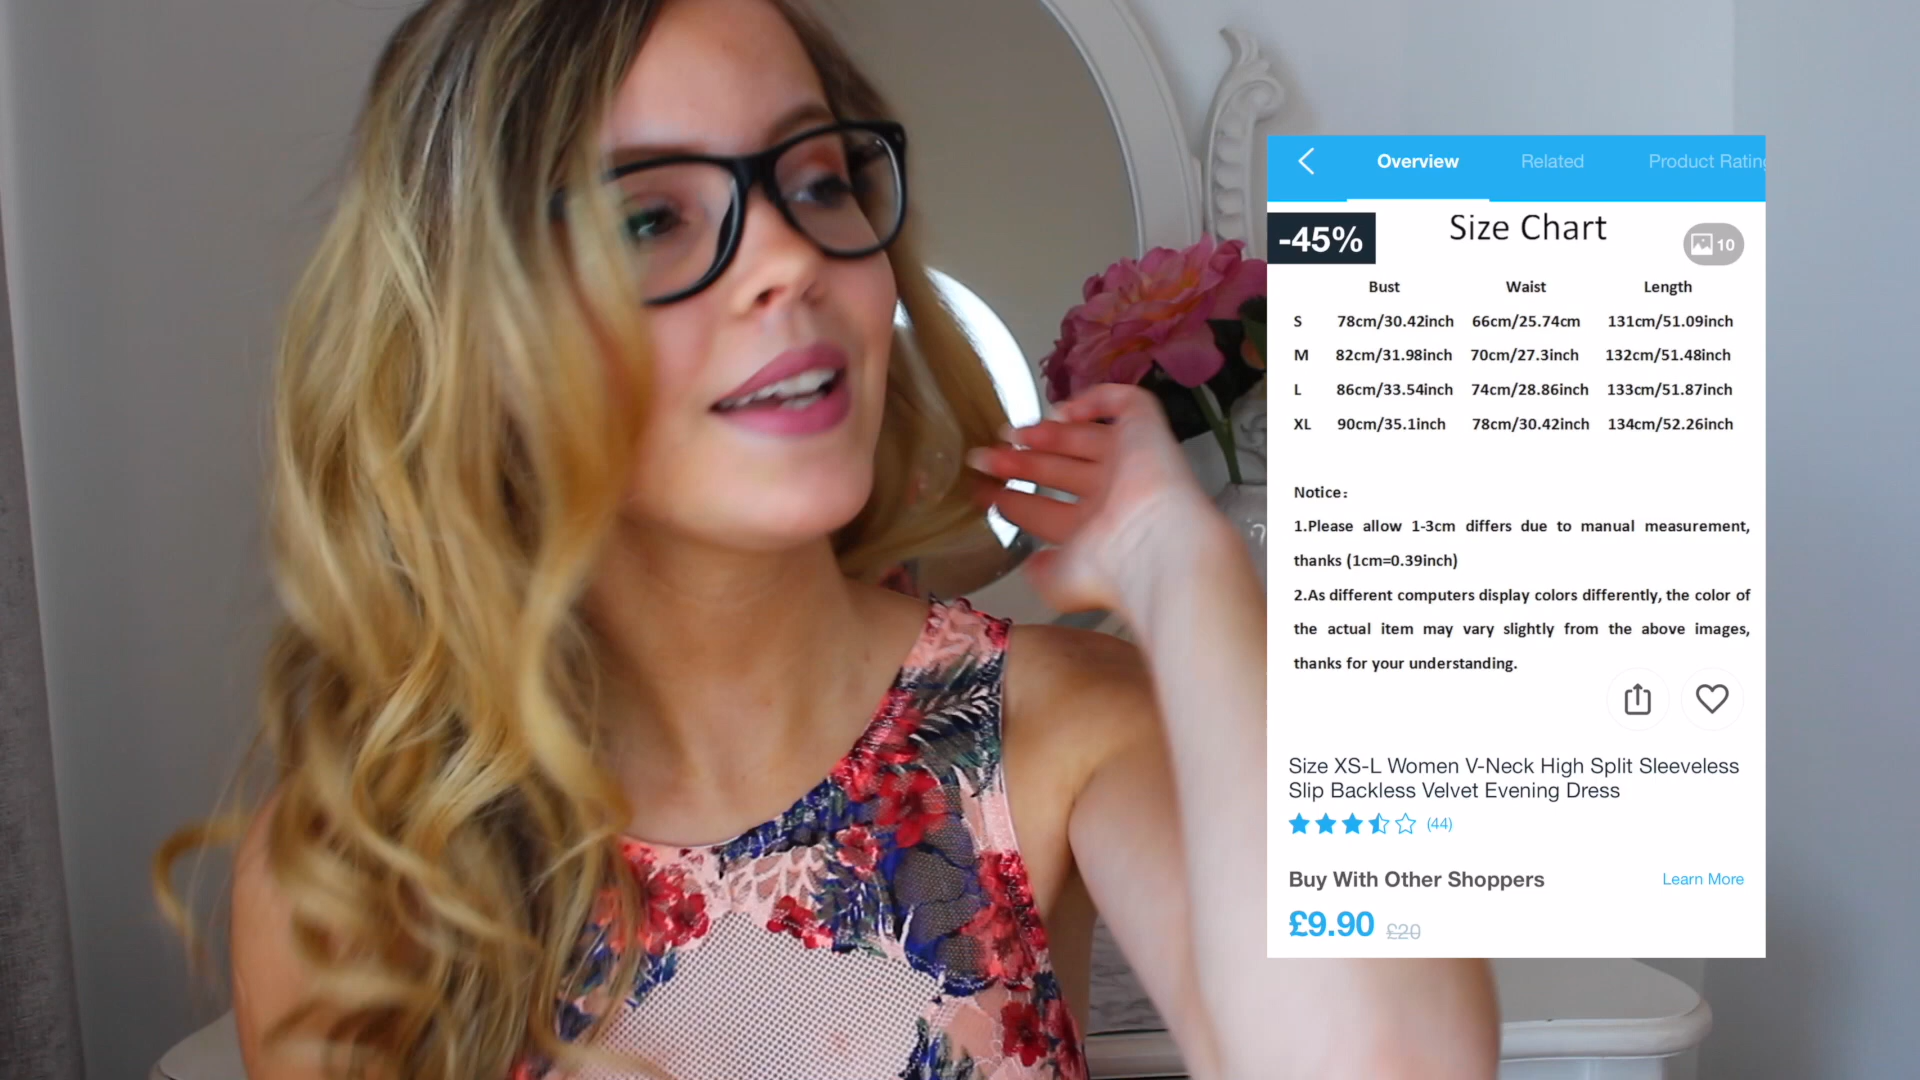 Overview Related Product Rating
-45% Size Chart 10
Bust Waist Length
S 78cm/30.42inch 66cm/25.74cm 131cm/51.09inch
M 82cm/31.98inch 70cm/27.3inch 132cm/51.48inch
L 86cm/33.54inch 74cm/28.86inch 133cm/51.87inch
XL 90cm/35.1inch 78cm/30.42inch 134cm/52.26inch
Notice:
1.Please allow 1-3cm differs due to manual measurement,
thanks (1cm=0.39inch)
2.As different computers display colors differently, the color of
the actual item may vary slightly from the above images,
thanks for your understanding.
Size XS-L Women V-Neck High Split Sleeveless
Slip Backless Velvet Evening Dress
(44)
Buy With Other Shoppers Learn More
£9.90 £20